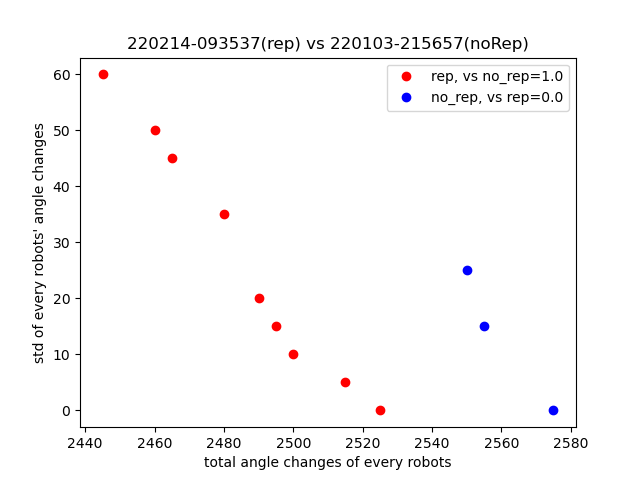 220214-093537(rep) vs 220103-215657(noRep)
rep, vs no_rep=1.0
no_rep, vs rep=0.0
std of every robots' angle changes
60
50
40
30
20
10
0
2440 2460 2480 2500 2520 2540 2560 2580
total angle changes of every robots